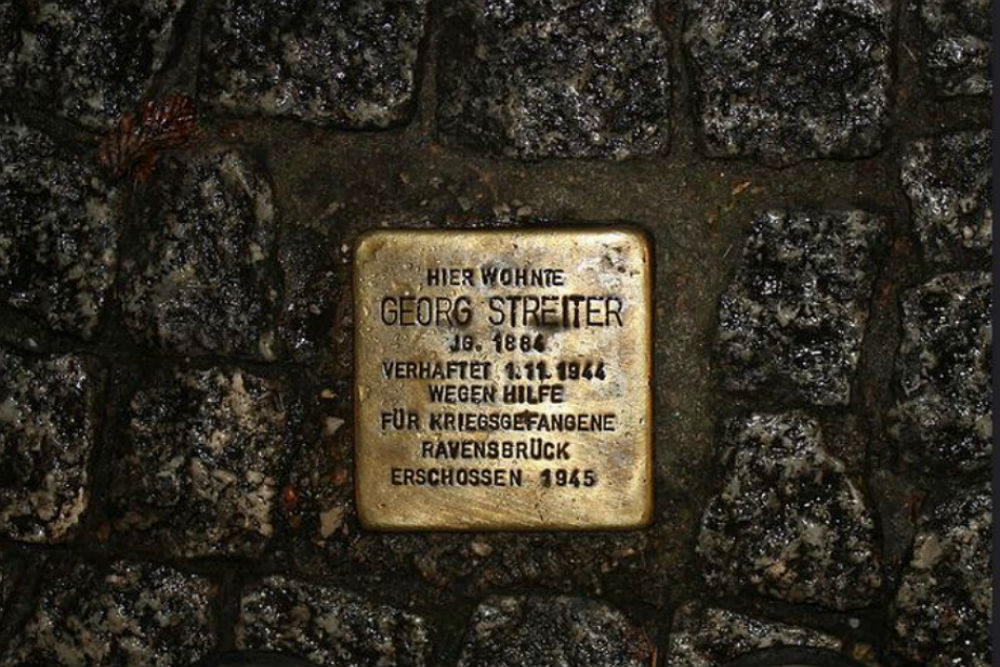 HIER WOHNTE
GEORG STREITER
JG. 1884
VERHAFTET 1.11.1944
WEGEN HILFE
FÜR KRIEGSGEFANGENE
RAVENSBRÜCK
ERSCHOSSEN 1945